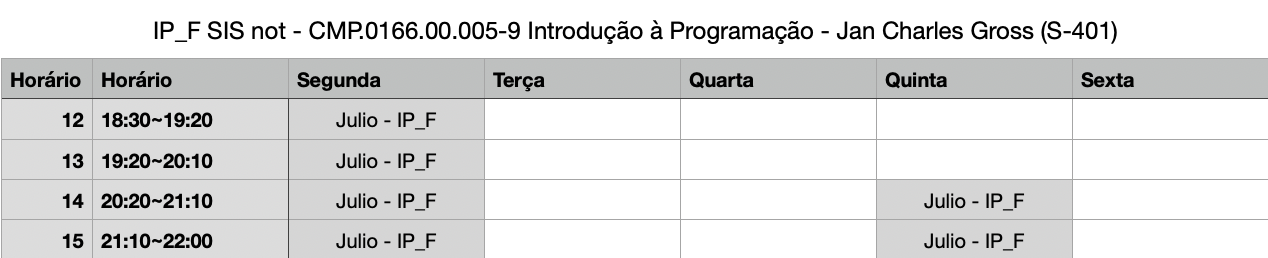 IP_F SIS not - CMP.0166.00.005-9 Introdução à Programação - Jan Charles Gross (S-401)
Horário Horário Segunda Terça Quarta Quinta Sexta
12 18:30~19:20 Julio - IP_F
13 19:20~20:10 Julio - IP_F
14 20:20~21:10 Julio - IP_F Julio - IP_F
15 21:10~22:00 Julio - IP_F Julio - IP_F